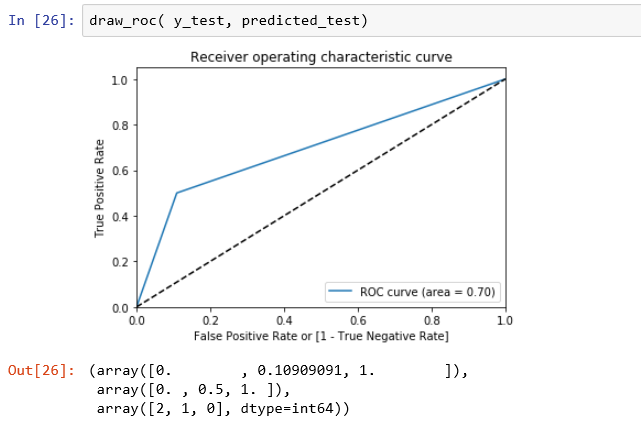 In [26]: draw_roc( y_test, predicted_test)
Receiver operating characteristic curve
1.0
0.8
0.6
0.4
0.2
0.0
True Positive Rate
ROC curve (area = 0.70)
0.0 0.2 0.4 0.6 0.8 1.0
False Positive Rate or [1 - True Negative Rate]
Out[26]: (array([0.        , 0.10909091, 1.        ]),
array([0. , 0.5, 1. ]),
array([2, 1, 0], dtype=int64))